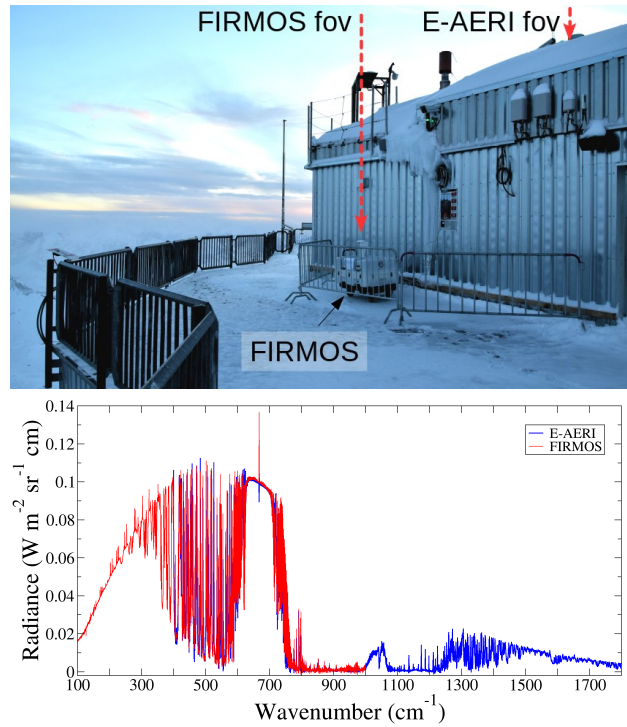 FIRMOS fov E-AERI fov
FIRMOS
0.14
0.12
0.1
0.08
0.06
0.04
0.02
0
Radiance (W m-2 sr-1 cm)
E-AERI
FIRMOS
100 300 500 700 900 1100 1300 1500 1700
Wavenumber (cm-1)